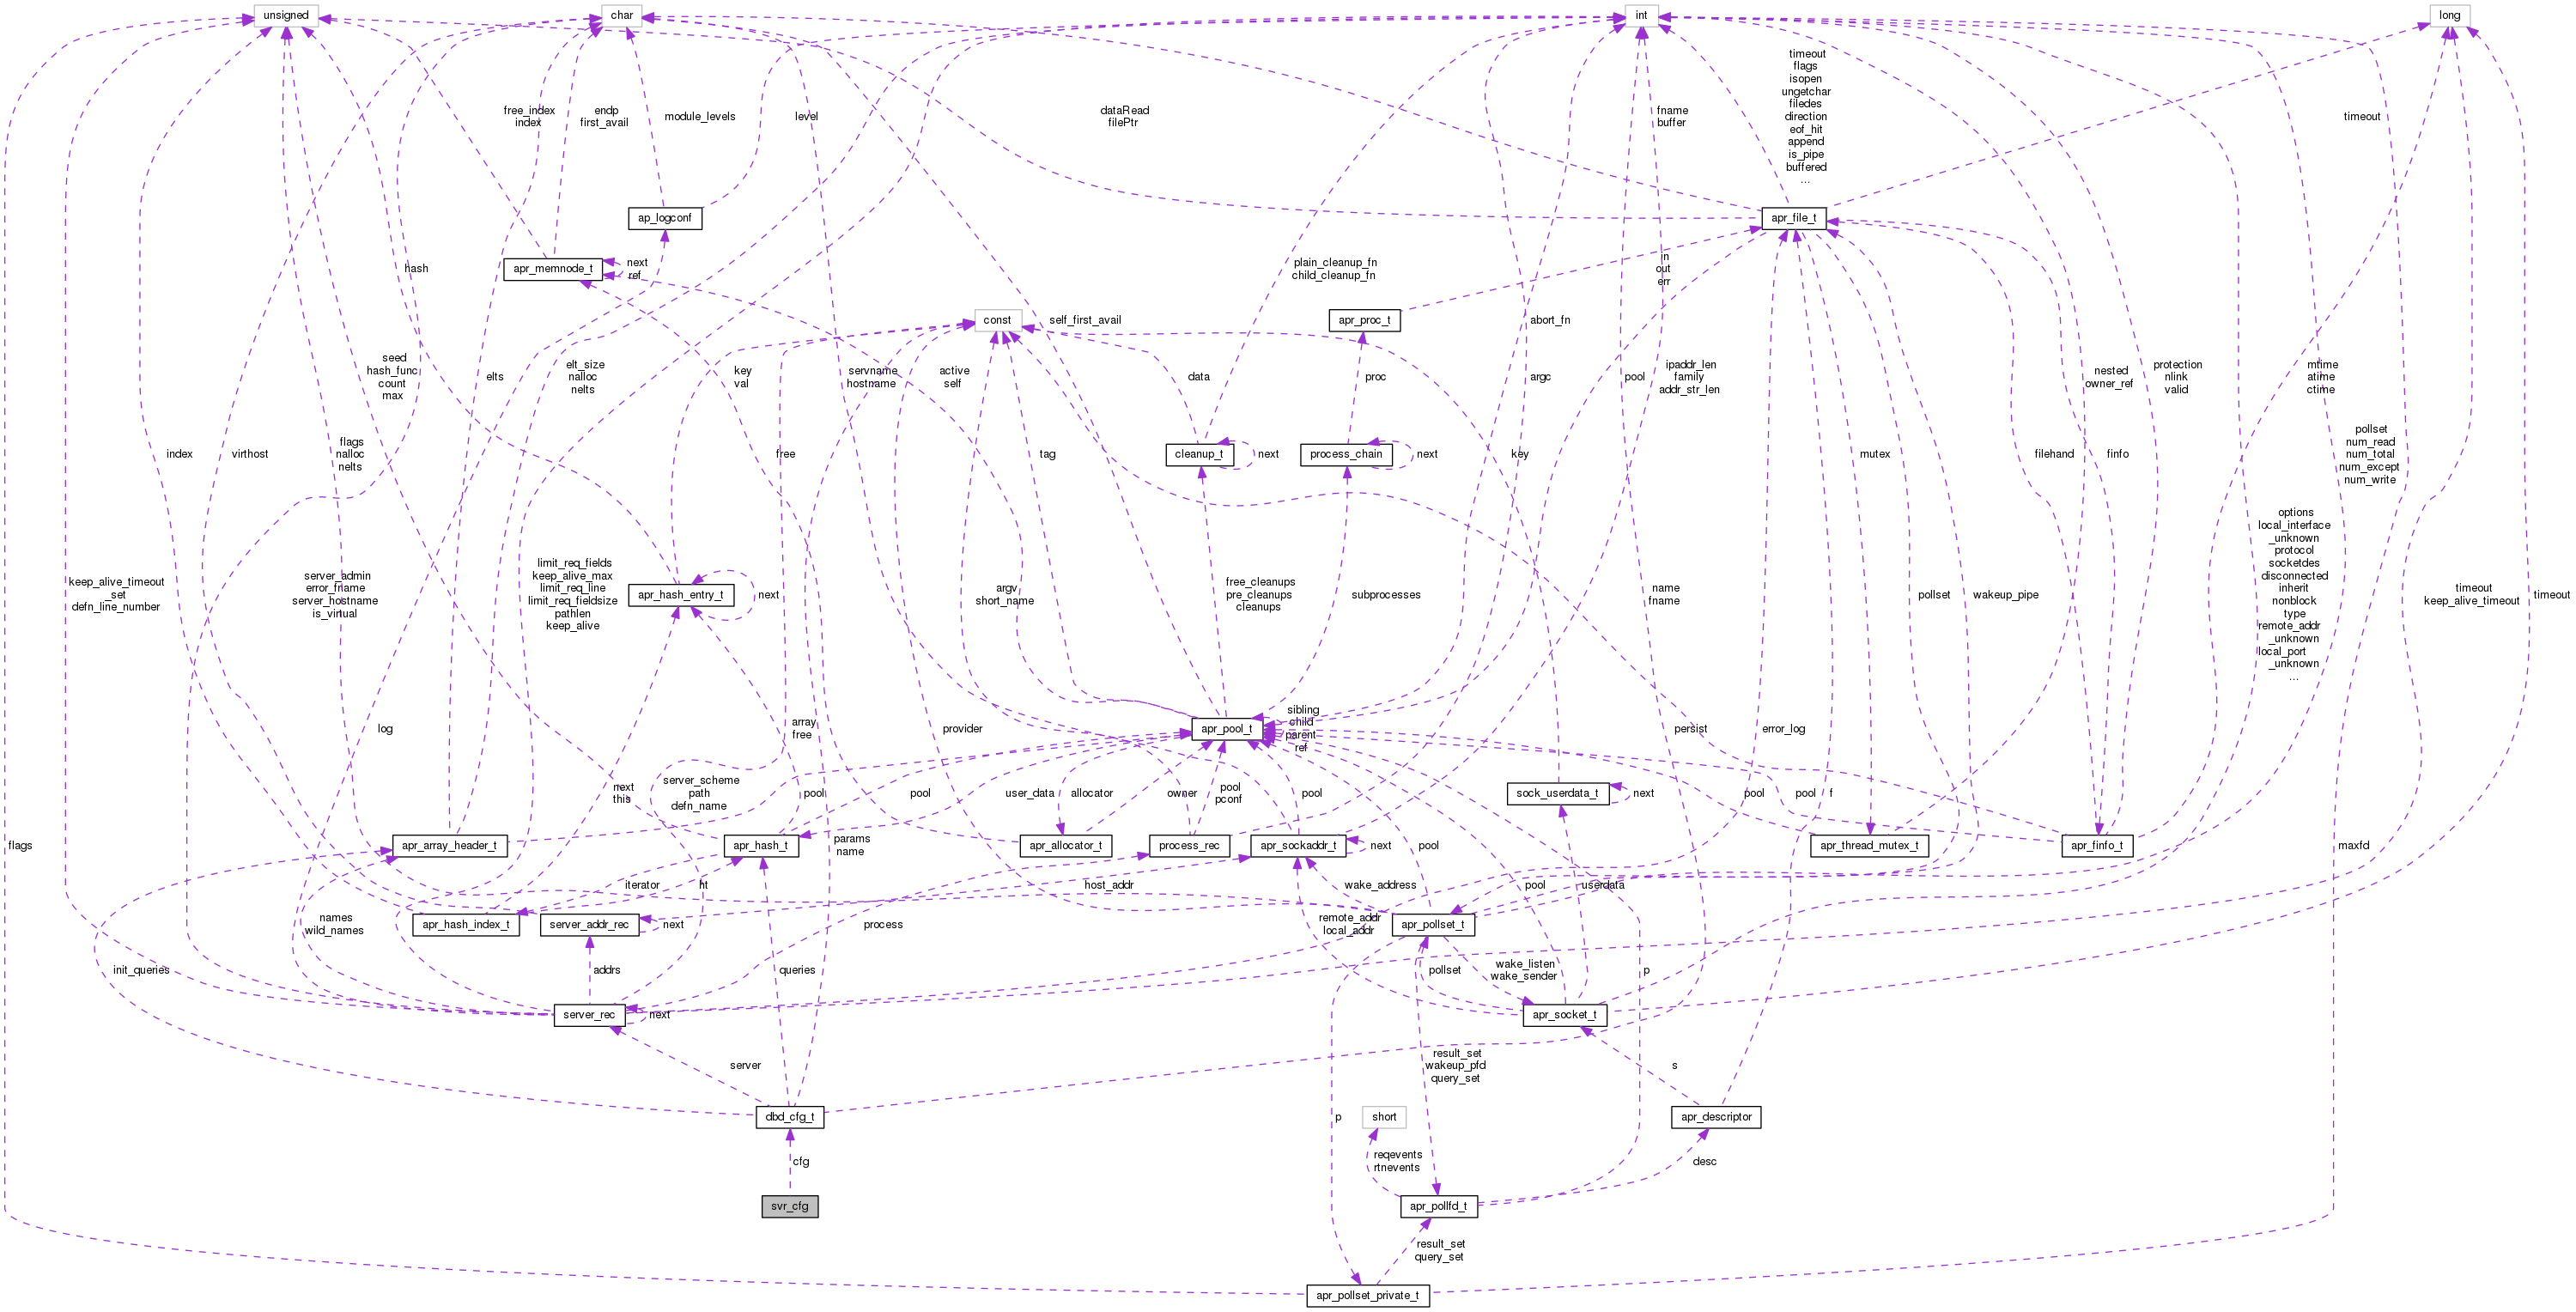 unsigned
char
int
long
timeout
flags
isopen
ungetchar
filedes
direction
eof_hit
append
is_pipe
buffered
...
free_index
index
endp
first_avail
module_levels
level
dataRead
filePtr
fname
buffer
timeout
ap_logconf
apr_file_t
hash
apr_memnode_t
next
ref
plain_cleanup_fn
child_cleanup_fn
in
out
err
const
self_first_avail
apr_proc_t
abort_fn
seed
hash_func
count
max
elts
elt_size
nalloc
nelts
key
val
servname
hostname
active
self
data
proc
argc
pool
ipaddr_len
family
addr_str_len
nested
owner_ref
protection
nlink
valid
mtime
atime
ctime
index
virthost
flags
nalloc
nelts
free
tag
cleanup_t
next
process_chain
next
key
mutex
filehand
finfo
pollset
num_read
num_total
num_except
num_write
options
local_interface
_unknown
protocol
socketdes
disconnected
inherit
nonblock
type
remote_addr
_unknown
local_port
_unknown
...
keep_alive_timeout
_set
defn_line_number
server_admin
error_fname
server_hostname
is_virtual
limit_req_fields
keep_alive_max
limit_req_line
limit_req_fieldsize
pathlen
keep_alive
apr_hash_entry_t
next
argv
short_name
free_cleanups
pre_cleanups
cleanups
subprocesses
name
fname
pollset
wakeup_pipe
timeout
keep_alive_timeout
timeout
log
array
free
provider
apr_pool_t
sibling
child
parent
ref
persist
error_log
next
this
server_scheme
path
defn_name
pool
pool
user_data
allocator
owner
pool
pconf
pool
sock_userdata_t
next
pool
pool
f
flags
apr_array_header_t
apr_hash_t
params
name
apr_allocator_t
process_rec
apr_sockaddr_t
next
pool
apr_thread_mutex_t
apr_finfo_t
maxfd
names
wild_names
iterator
ht
host_addr
wake_address
pool
userdata
apr_hash_index_t
server_addr_rec
next
process
remote_addr
local_addr
apr_pollset_t
init_queries
addrs
queries
pollset
wake_listen
wake_sender
p
server_rec
next
apr_socket_t
server
result_set
wakeup_pfd
query_set
s
dbd_cfg_t
p
short
apr_descriptor
cfg
reqevents
rtnevents
desc
svr_cfg
apr_pollfd_t
result_set
query_set
apr_pollset_private_t